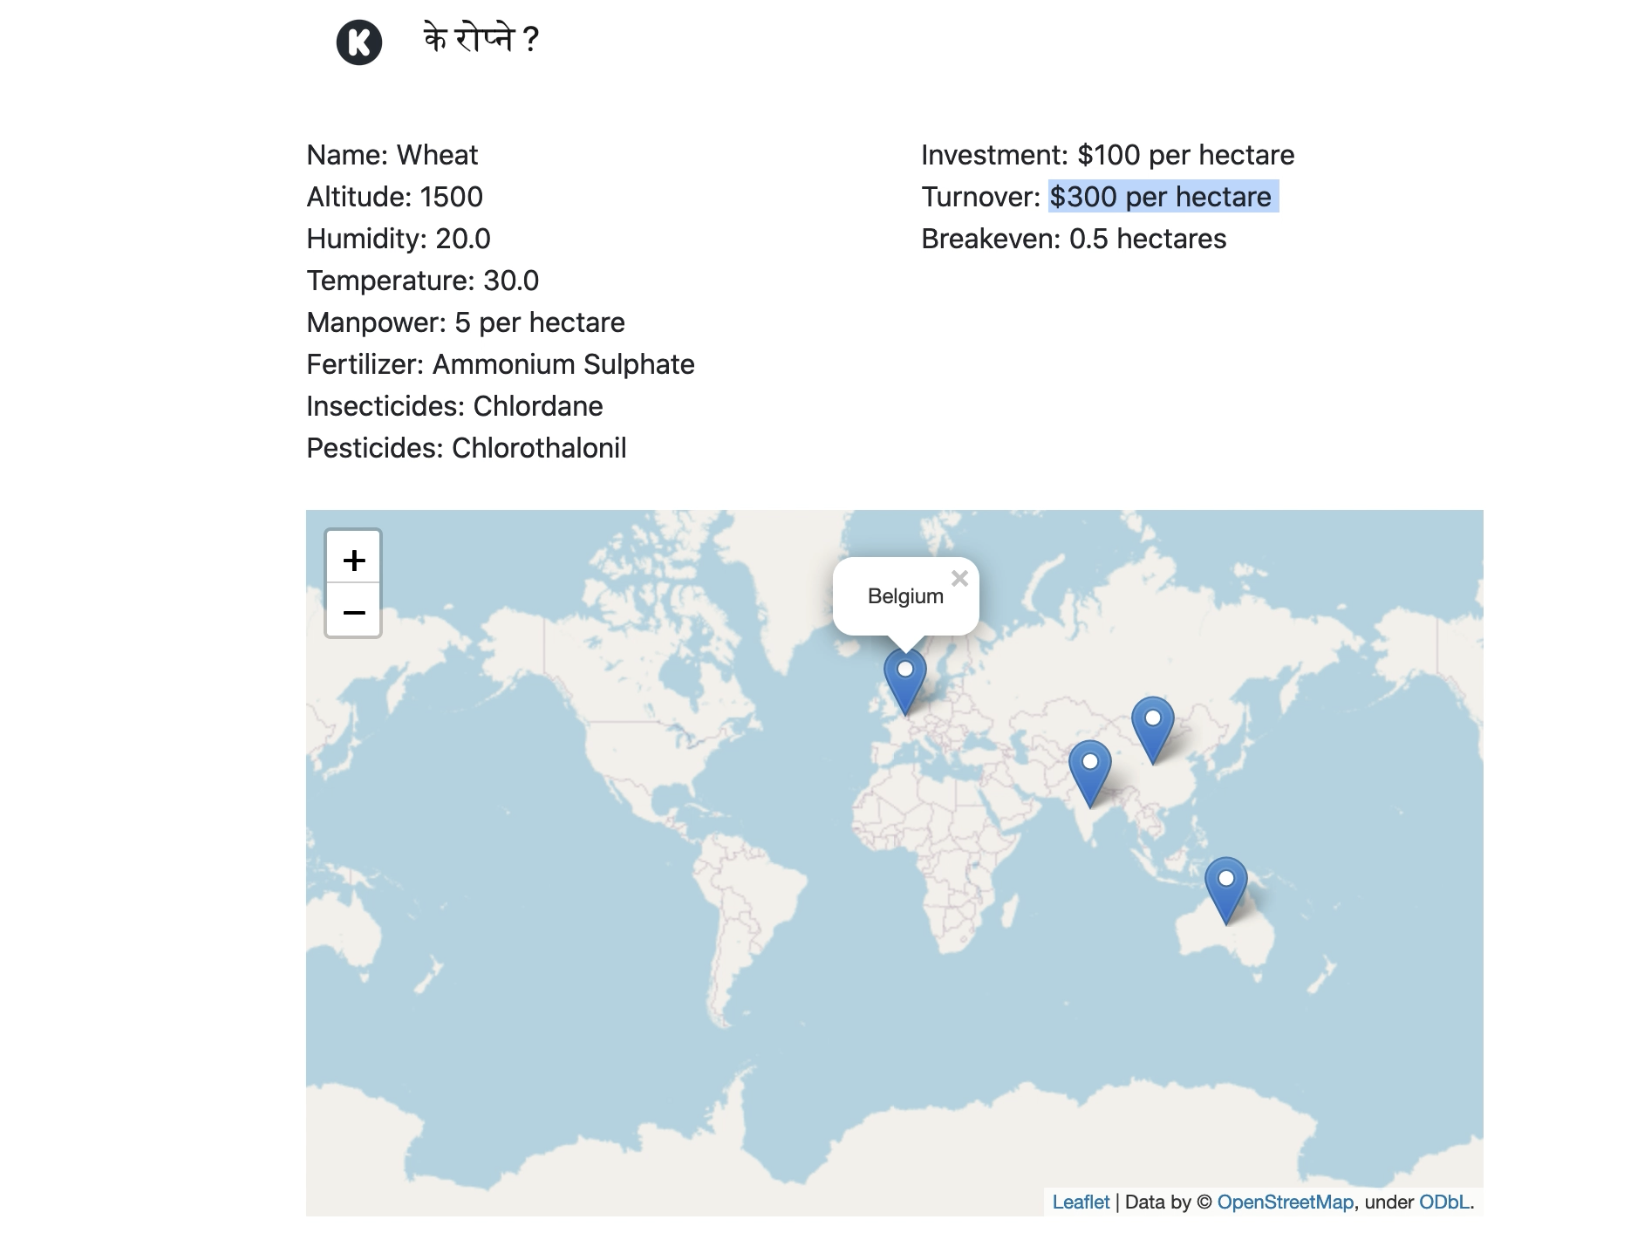 K के रोप्ने ?
Name: Wheat
Altitude: 1500
Humidity: 20.0
Temperature: 30.0
Manpower: 5 per hectare
Fertilizer: Ammonium Sulphate
Insecticides: Chlordane
Pesticides: Chlorothalonil
Investment: $100 per hectare
Turnover: $300 per hectare
Breakeven: 0.5 hectares
+
−
Belgium ×
Leaflet | Data by © OpenStreetMap, under ODbL.